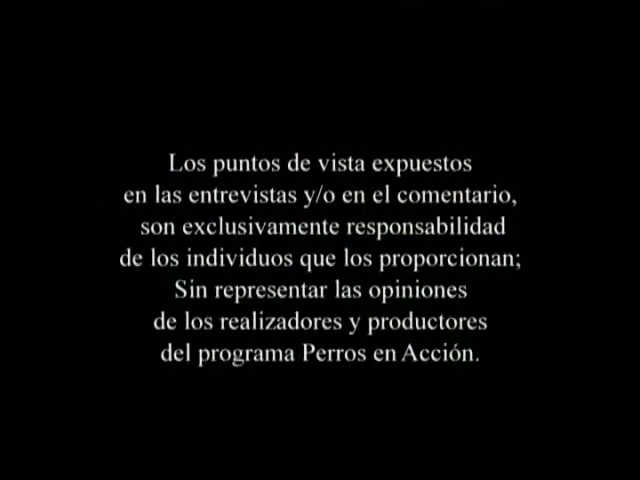 Los puntos de vista expuestos
en las entrevistas y/o en el comentario,
son exclusivamente responsabilidad
de los individuos que los proporcionan;
Sin representar las opiniones
de los realizadores y productores
del programa Perros en Acción.